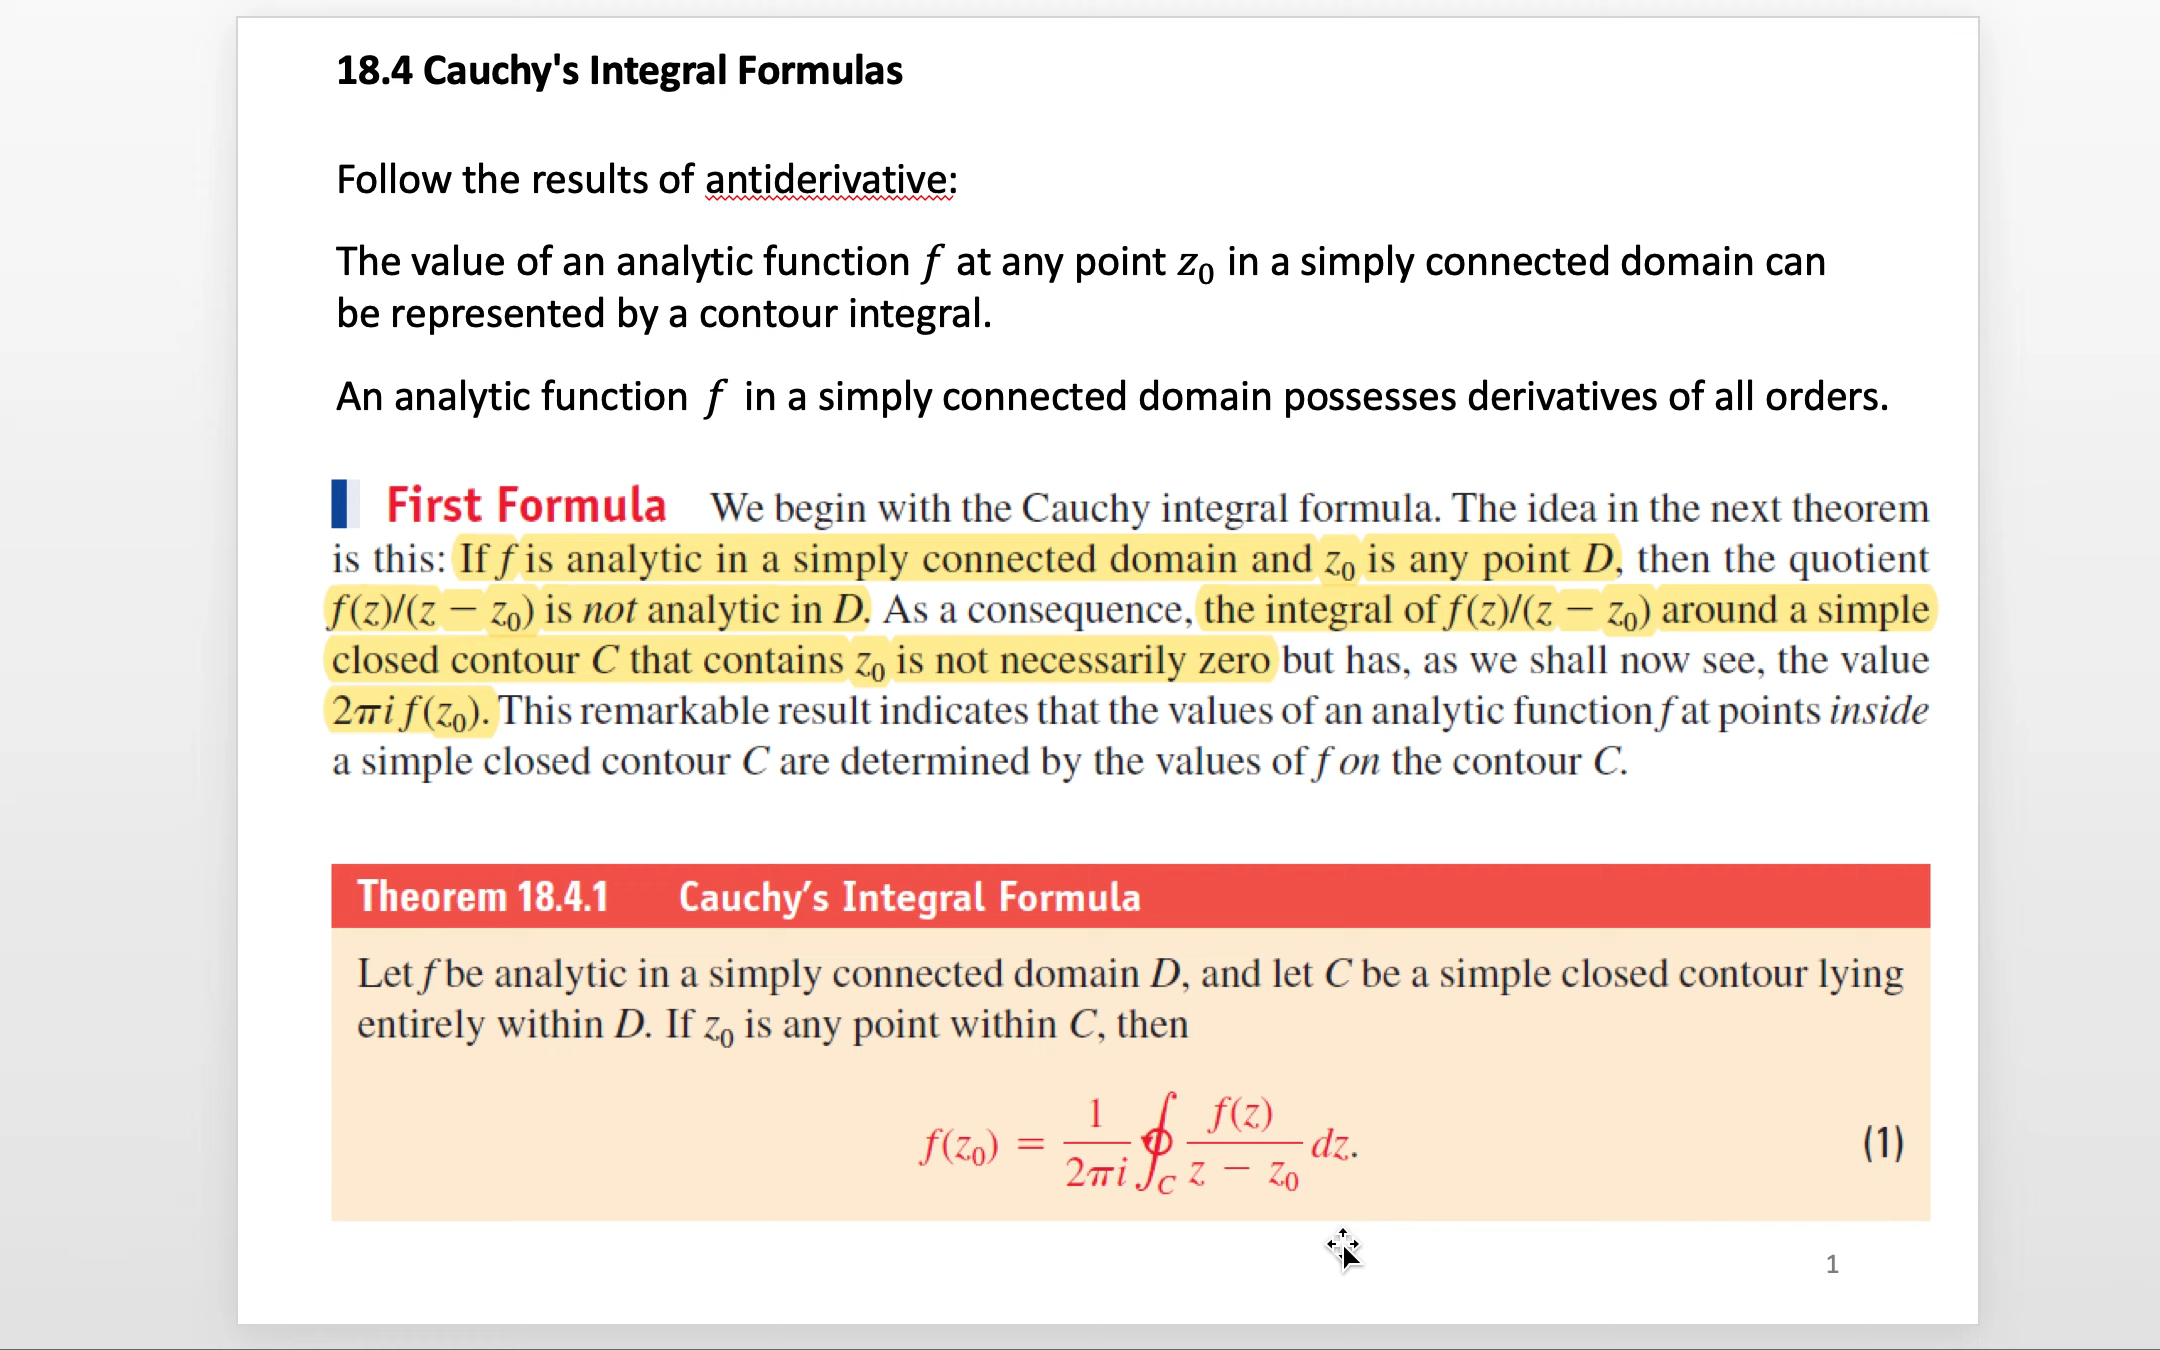 18.4 Cauchy's Integral Formulas
Follow the results of antiderivative:
The value of an analytic function f at any point z₀ in a simply connected domain can
be represented by a contour integral.
An analytic function f in a simply connected domain possesses derivatives of all orders.
First Formula We begin with the Cauchy integral formula. The idea in the next theorem
is this: If f is analytic in a simply connected domain and z₀ is any point D, then the quotient
f(z)/(z − z₀) is not analytic in D. As a consequence, the integral of f(z)/(z − z₀) around a simple
closed contour C that contains z₀ is not necessarily zero but has, as we shall now see, the value
2πi f(z₀). This remarkable result indicates that the values of an analytic function f at points inside
a simple closed contour C are determined by the values of f on the contour C.
Theorem 18.4.1 Cauchy's Integral Formula
Let f be analytic in a simply connected domain D, and let C be a simple closed contour lying
entirely within D. If z₀ is any point within C, then
f(z₀) = 1/(2πi) ∮_C f(z)/(z − z₀) dz. (1)
1